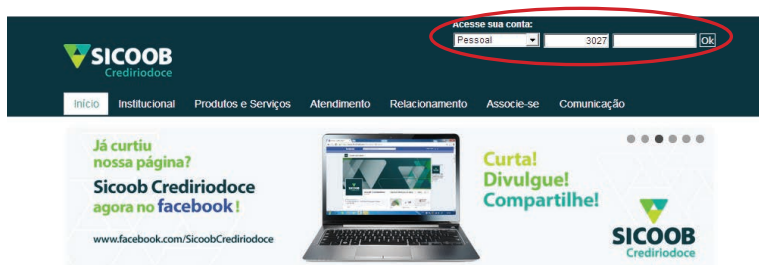 Acesse sua conta:
Pessoal 3027 Ok
SICOOB
Crediriodoce
Início Institucional Produtos e Serviços Atendimento Relacionamento Associe-se Comunicação
Já curtiu
nossa página?
Sicoob Crediriodoce
agora no facebook!
www.facebook.com/SicoobCrediriodoce
Curta!
Divulgue!
Compartilhe!
SICOOB
Crediriodoce